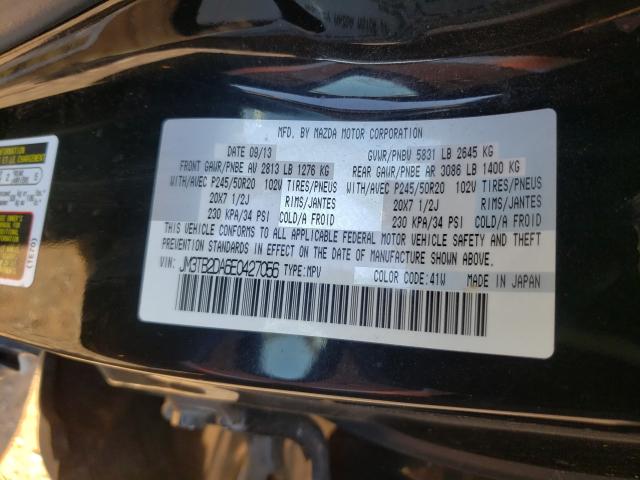 MFD. BY MAZDA MOTOR CORPORATION
DATE 09/13 GVWR/PNBV 5831 LB 2645 KG
FRONT GAWR/PNBE AV 2813 LB 1276 KG REAR GAWR/PNBE AR 3086 LB 1400 KG
WITH/AVEC P245/50R20 102V TIRES/PNEUS WITH/AVEC P245/50R20 102V TIRES/PNEUS
20X7 1/2J RIMS/JANTES 20X7 1/2J RIMS/JANTES
230 KPA/34 PSI COLD/A FROID 230 KPA/34 PSI COLD/A FROID
THIS VEHICLE CONFORMS TO ALL APPLICABLE FEDERAL MOTOR VEHICLE SAFETY AND THEFT
PREVENTION STANDARDS IN EFFECT ON THE DATE OF MANUFACTURE SHOWN ABOVE.
VIN: JM3TB2DA6E0427056 TYPE:MPV COLOR CODE:41W MADE IN JAPAN
ET LE
CHARGEMENT
(1E70)